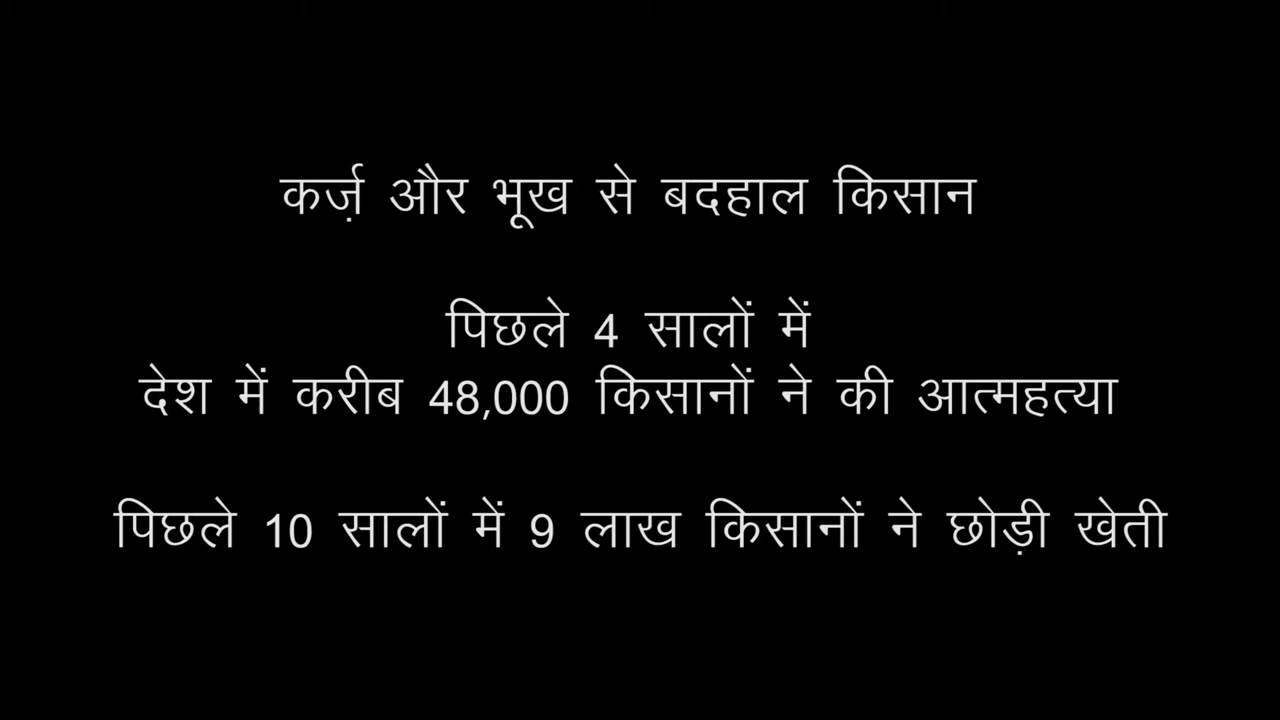 कर्ज़ और भूख से बदहाल किसान
पिछले 4 सालों में
देश में करीब 48,000 किसानों ने की आत्महत्या
पिछले 10 सालों में 9 लाख किसानों ने छोड़ी खेती